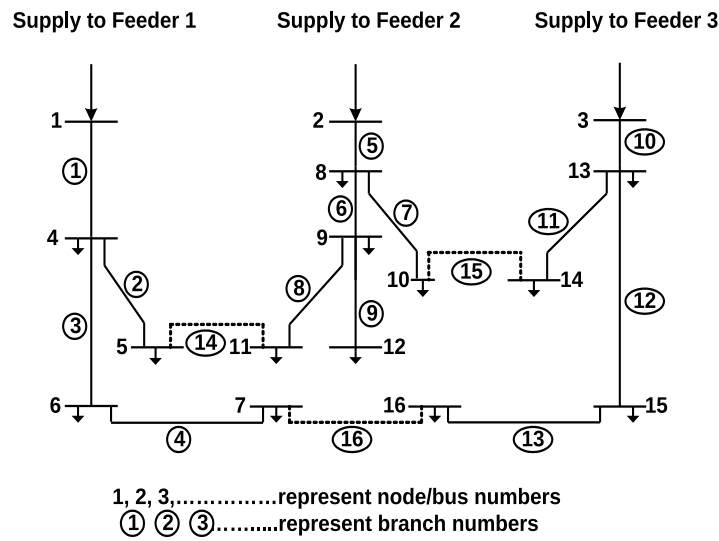 Supply to Feeder 1 Supply to Feeder 2 Supply to Feeder 3
1 2 3
5 10
1 8 13
6 7 11
4 9
10 15 14
2 8 9 12
3 14
5 11 12
6 7 16 15
4 16 13
1, 2, 3,................represent node/bus numbers
1 2 3...............represent branch numbers